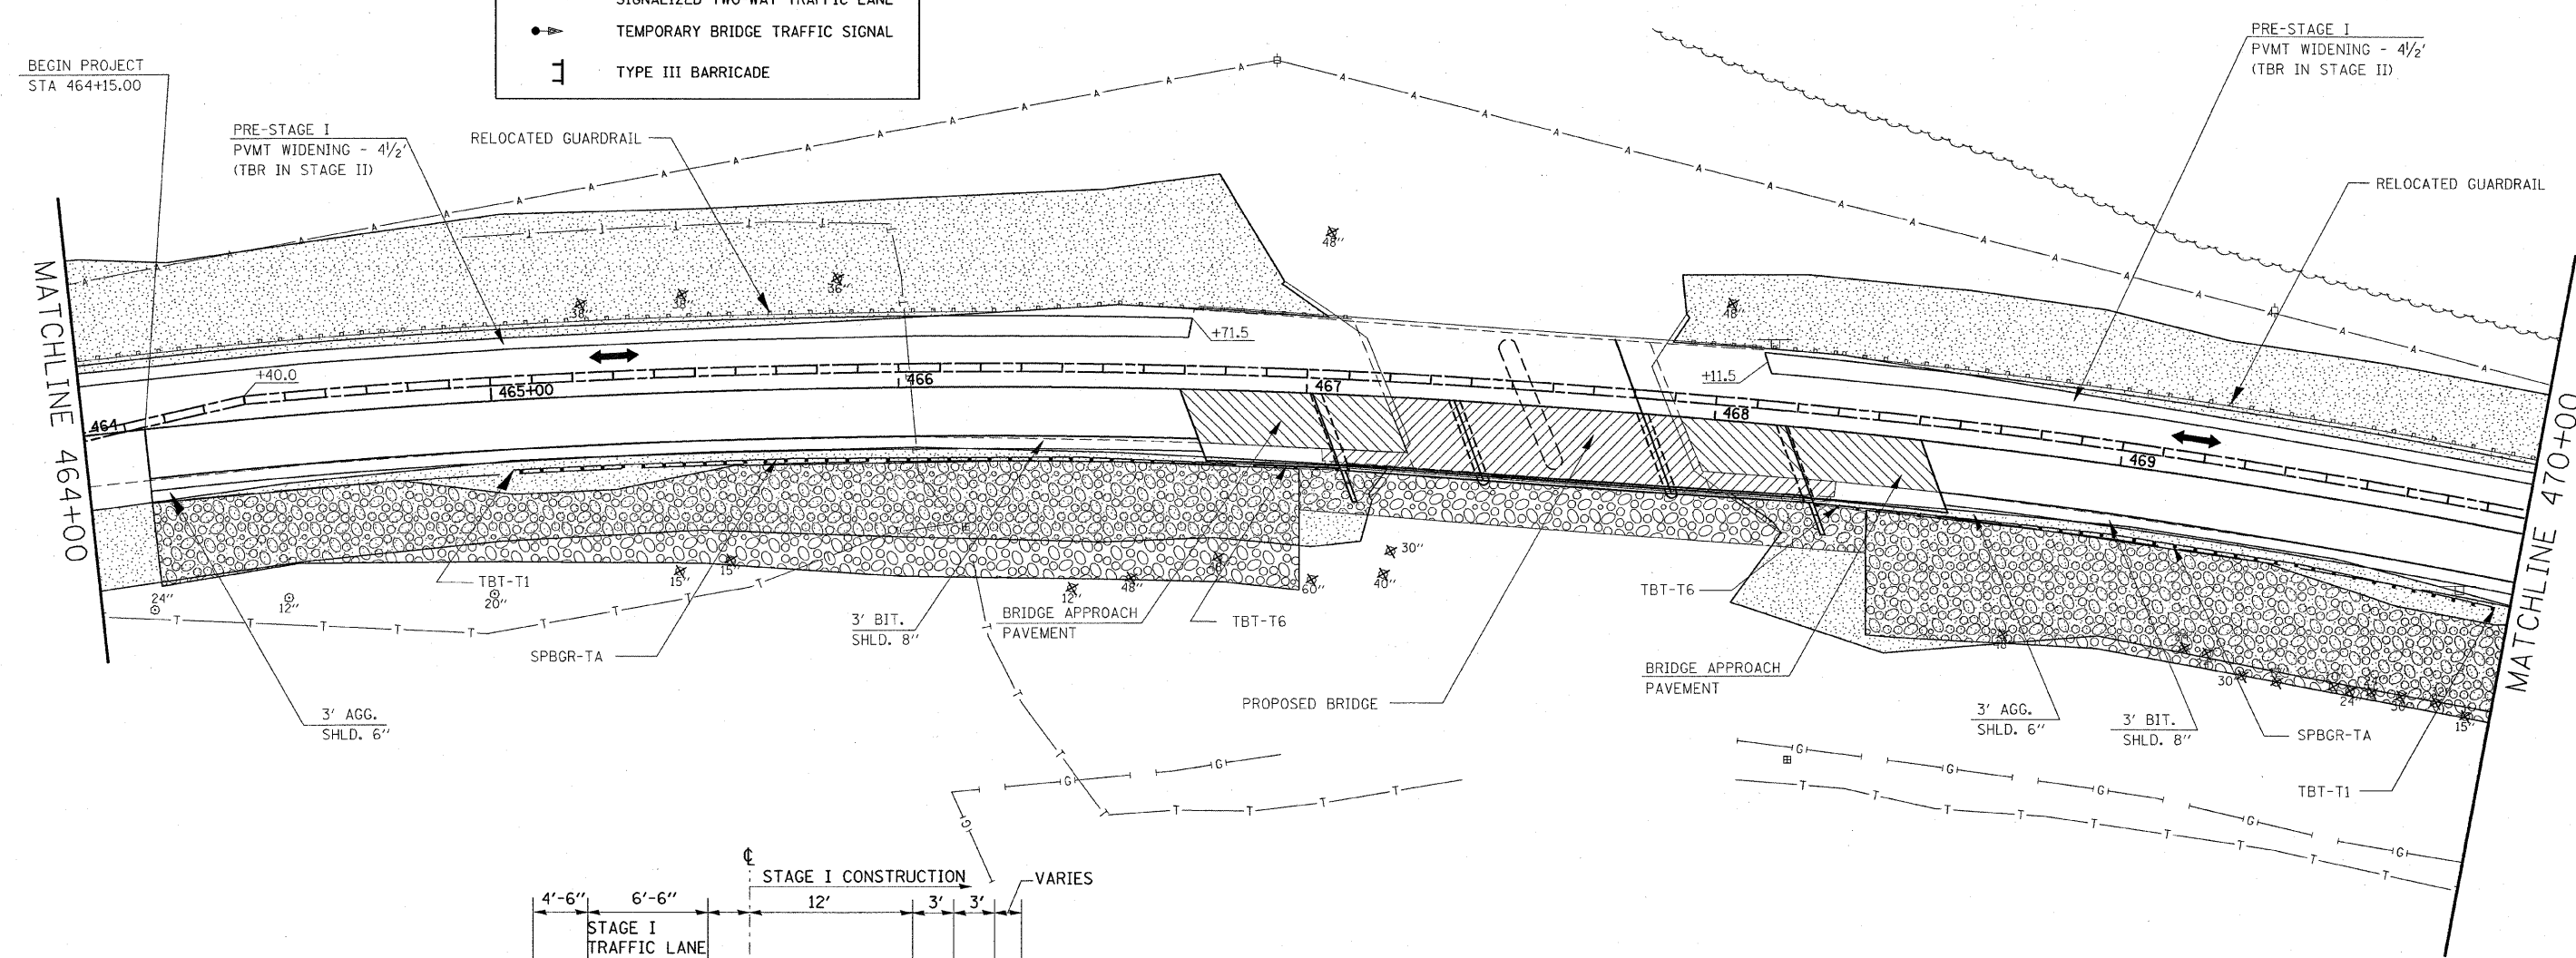 SIGNALIZED TWO WAY TRAFFIC LANE
TEMPORARY BRIDGE TRAFFIC SIGNAL
TYPE III BARRICADE
BEGIN PROJECT
STA 464+15.00
PRE-STAGE I
PVMT WIDENING - 4½'
(TBR IN STAGE II)
RELOCATED GUARDRAIL
PRE-STAGE I
PVMT WIDENING - 4½'
(TBR IN STAGE II)
RELOCATED GUARDRAIL
MATCHLINE 464+00
MATCHLINE 470+00
48"
38"
38"
36"
48"
+71.5
+40.0
+11.5
464
465+00
466
467
468
469
24"
12"
20"
15"
15"
12"
48"
60"
40"
30"
TBT-T1
SPBGR-TA
3' BIT.
SHLD. 8"
BRIDGE APPROACH
PAVEMENT
TBT-T6
3' AGG.
SHLD. 6"
PROPOSED BRIDGE
TBT-T6
BRIDGE APPROACH
PAVEMENT
3' AGG.
SHLD. 6"
3' BIT.
SHLD. 8"
SPBGR-TA
TBT-T1
30"
24"
15"
A A A A A A A A A A A A A A A A
T T T T T T T T
G G G G G G G
℄
STAGE I CONSTRUCTION
VARIES
4'-6" 6'-6" 12' 3' 3'
STAGE I
TRAFFIC LANE